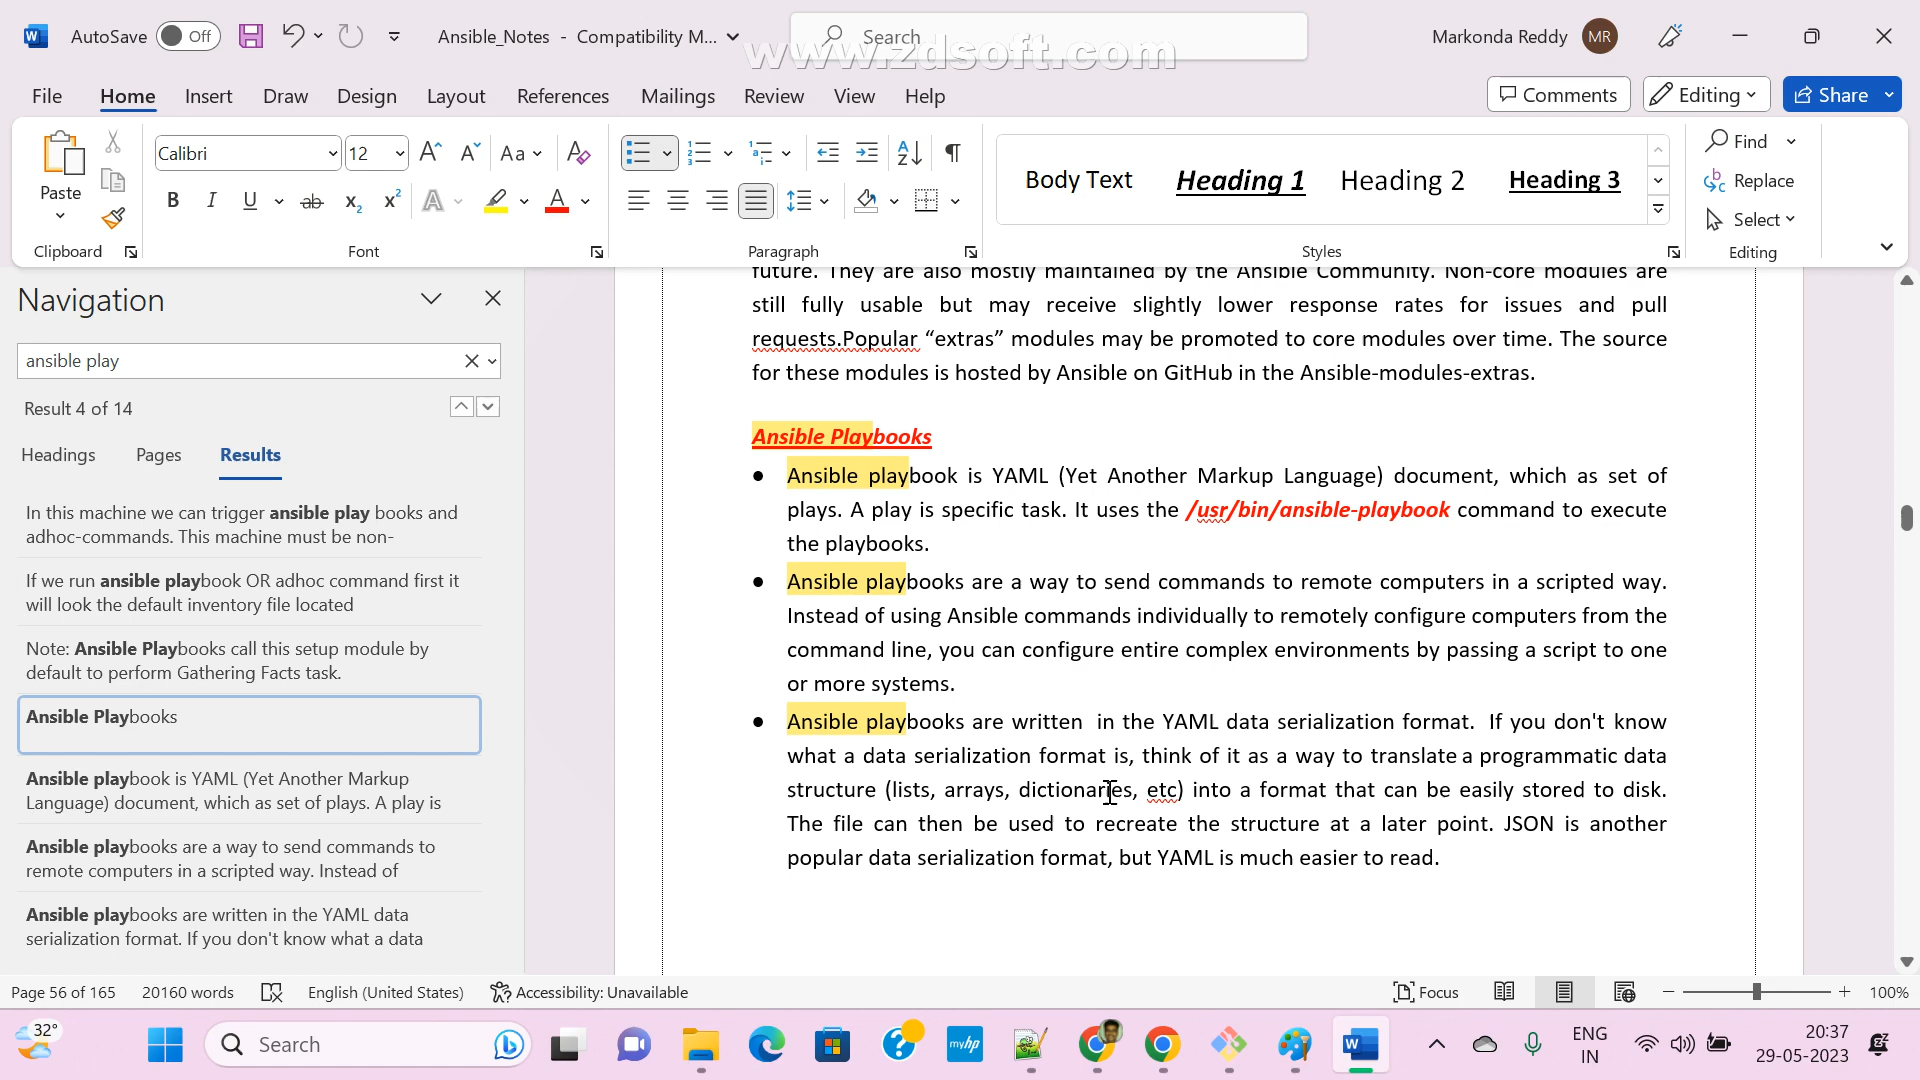 AutoSave Off Ansible_Notes - Compatibility M... Search Markonda Reddy MR
www.zdsoft.com
File Home Insert Draw Design Layout References Mailings Review View Help Comments Editing Share
Paste
Clipboard
Calibri 12
Font
Paragraph
Body Text Heading 1 Heading 2 Heading 3
Styles
Find
Replace
Select
Editing
Navigation
ansible play
Result 4 of 14
Headings Pages Results
In this machine we can trigger ansible play books and
adhoc-commands. This machine must be non-
If we run ansible playbook OR adhoc command first it
will look the default inventory file located
Note: Ansible Playbooks call this setup module by
default to perform Gathering Facts task.
Ansible Playbooks
Ansible playbook is YAML (Yet Another Markup
Language) document, which as set of plays. A play is
Ansible playbooks are a way to send commands to
remote computers in a scripted way. Instead of
Ansible playbooks are written in the YAML data
serialization format. If you don't know what a data
future. They are also mostly maintained by the Ansible Community. Non-core modules are
still fully usable but may receive slightly lower response rates for issues and pull
requests.Popular “extras” modules may be promoted to core modules over time. The source
for these modules is hosted by Ansible on GitHub in the Ansible-modules-extras.
Ansible Playbooks
● Ansible playbook is YAML (Yet Another Markup Language) document, which as set of
plays. A play is specific task. It uses the /usr/bin/ansible-playbook command to execute
the playbooks.
● Ansible playbooks are a way to send commands to remote computers in a scripted way.
Instead of using Ansible commands individually to remotely configure computers from the
command line, you can configure entire complex environments by passing a script to one
or more systems.
● Ansible playbooks are written in the YAML data serialization format. If you don't know
what a data serialization format is, think of it as a way to translate a programmatic data
structure (lists, arrays, dictionaries, etc) into a format that can be easily stored to disk.
The file can then be used to recreate the structure at a later point. JSON is another
popular data serialization format, but YAML is much easier to read.
Page 56 of 165 20160 words English (United States) Accessibility: Unavailable Focus 100%
32° Search myhp ENG
IN
20:37
29-05-2023